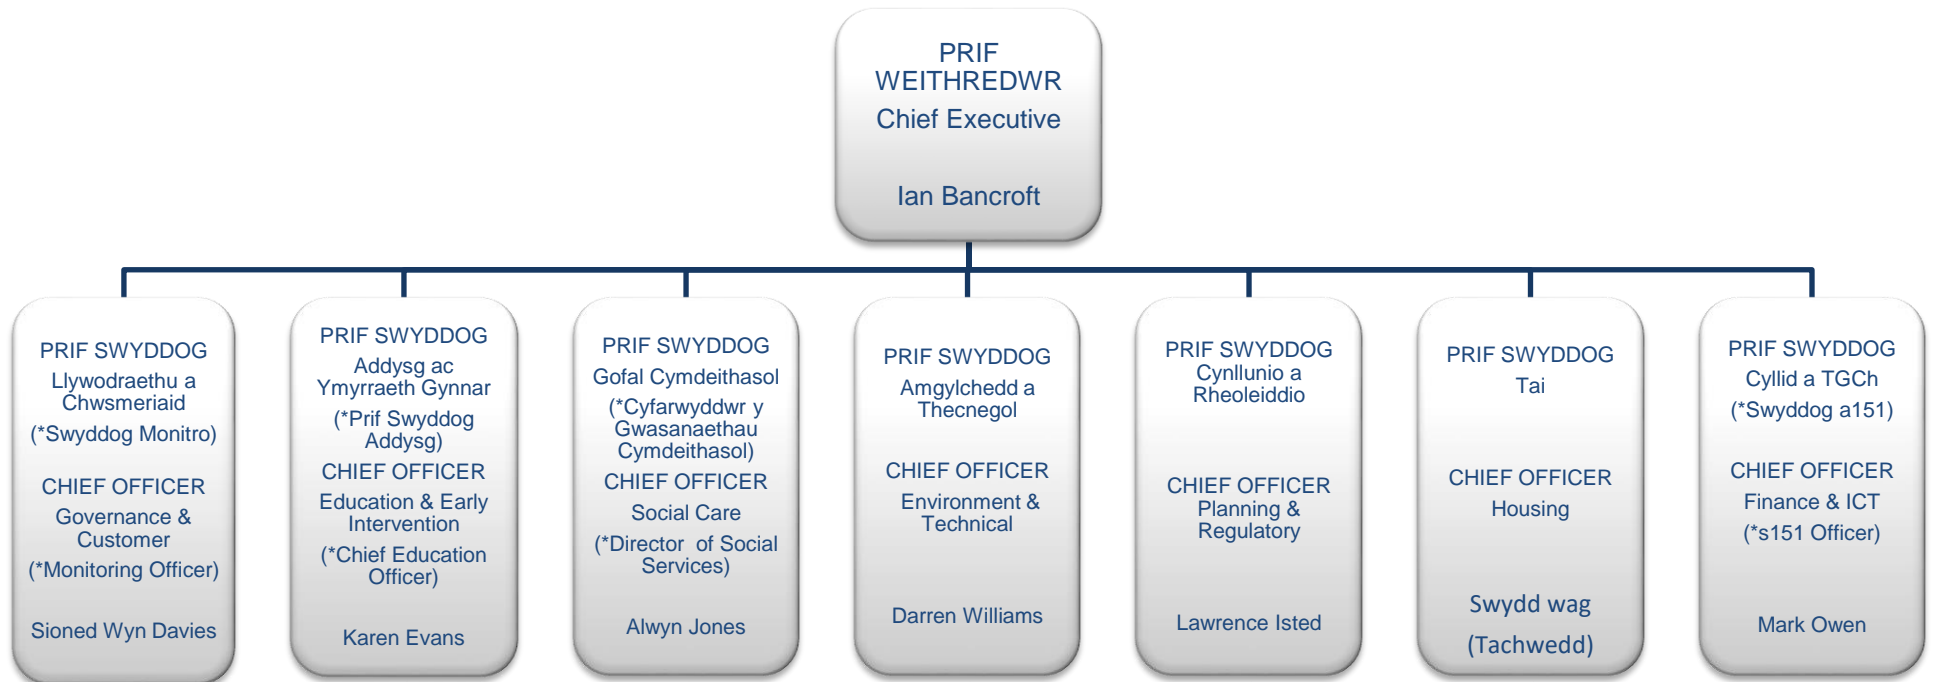 PRIF
WEITHREDWR
Chief Executive
Ian Bancroft
PRIF SWYDDOG
Llywodraethu a
Chwsmeriaid
(*Swyddog Monitro)
CHIEF OFFICER
Governance &
Customer
(*Monitoring Officer)
Sioned Wyn Davies
PRIF SWYDDOG
Addysg ac
Ymyrraeth Gynnar
(*Prif Swyddog
Addysg)
CHIEF OFFICER
Education & Early
Intervention
(*Chief Education
Officer)
Karen Evans
PRIF SWYDDOG
Gofal Cymdeithasol
(*Cyfarwyddwr y
Gwasanaethau
Cymdeithasol)
CHIEF OFFICER
Social Care
(*Director of Social
Services)
Alwyn Jones
PRIF SWYDDOG
Amgylchedd a
Thecnegol
CHIEF OFFICER
Environment &
Technical
Darren Williams
PRIF SWYDDOG
Cynllunio a
Rheoleiddio
CHIEF OFFICER
Planning &
Regulatory
Lawrence Isted
PRIF SWYDDOG
Tai
CHIEF OFFICER
Housing
Swydd wag
(Tachwedd)
PRIF SWYDDOG
Cyllid a TGCh
(*Swyddog a151)
CHIEF OFFICER
Finance & ICT
(*s151 Officer)
Mark Owen